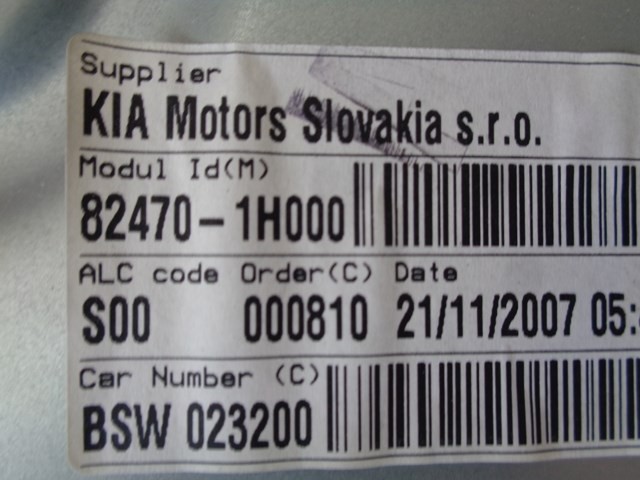 Supplier
KIA Motors Slovakia s.r.o.
Modul Id(M)
82470-1H000
ALC code Order(C) Date
S00 000810 21/11/2007 05:
Car Number (C)
BSW 023200